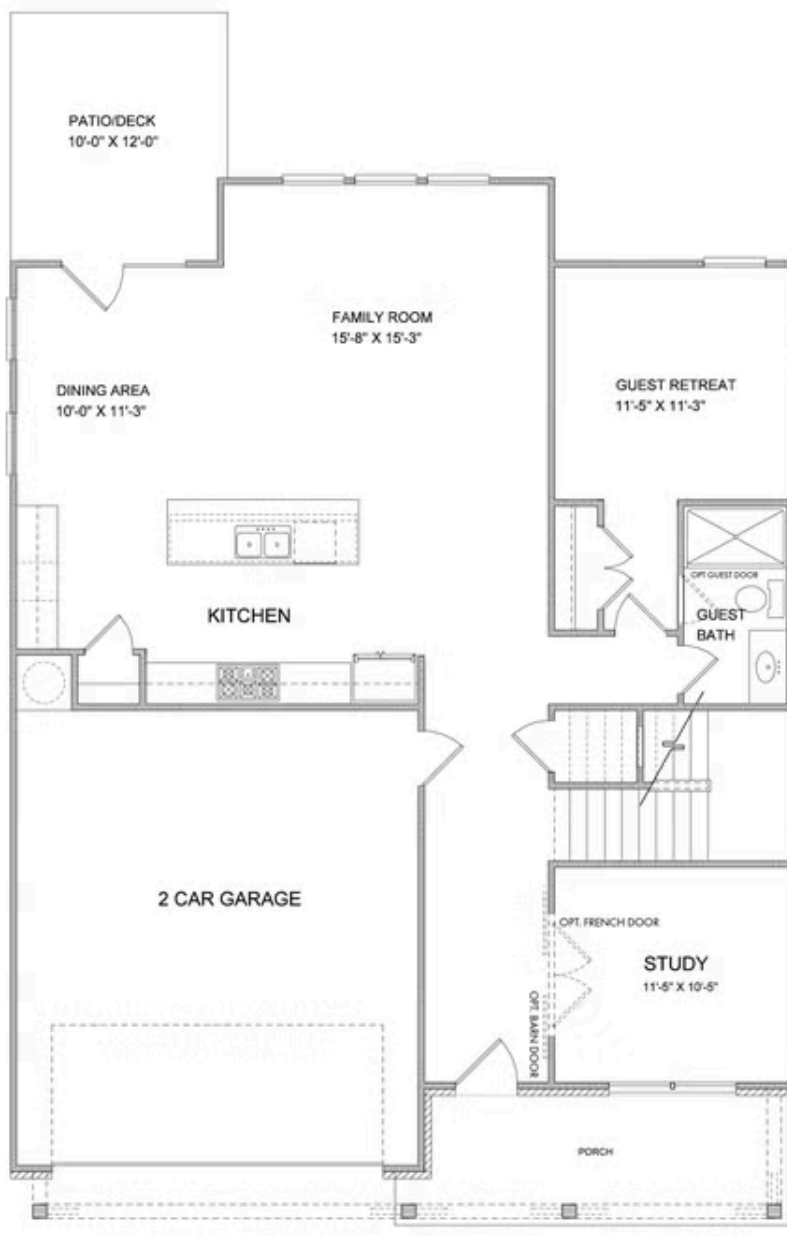 PATIO/DECK
10'-0" X 12'-0"
FAMILY ROOM
15'-8" X 15'-3"
DINING AREA
10'-0" X 11'-3"
GUEST RETREAT
11'-5" X 11'-3"
KITCHEN
OPT GUEST DOOR
GUEST
BATH
2 CAR GARAGE
OPT. FRENCH DOOR
STUDY
11'-5" X 10'-5"
OPT. BARN DOOR
PORCH